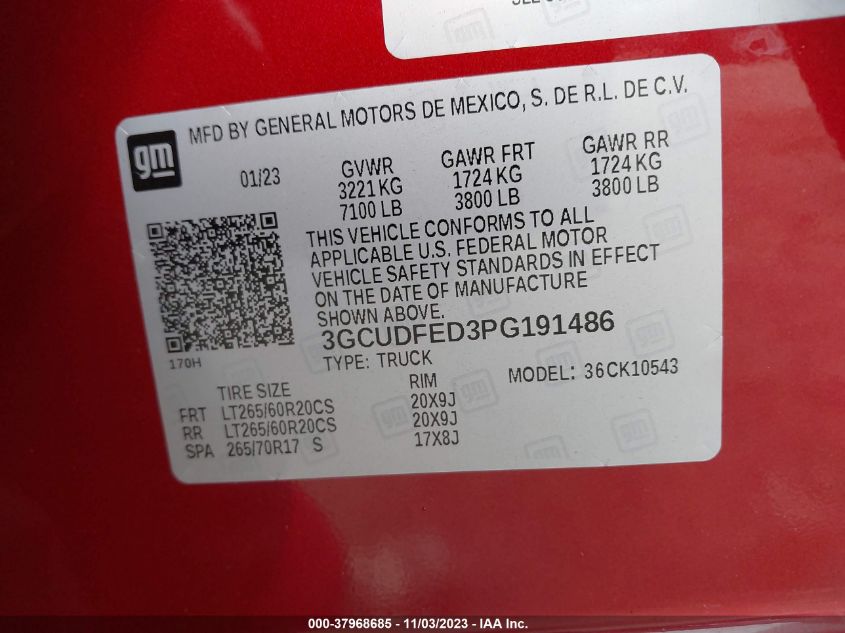 MFD BY GENERAL MOTORS DE MEXICO, S. DE R.L. DE C.V.
gm
01/23 GVWR GAWR FRT GAWR RR
3221 KG 1724 KG 1724 KG
7100 LB 3800 LB 3800 LB
THIS VEHICLE CONFORMS TO ALL
APPLICABLE U.S. FEDERAL MOTOR
VEHICLE SAFETY STANDARDS IN EFFECT
ON THE DATE OF MANUFACTURE
SHOWN ABOVE.
3GCUDFED3PG191486
170H
TYPE: TRUCK MODEL: 36CK10543
TIRE SIZE RIM
FRT LT265/60R20CS 20X9J
RR LT265/60R20CS 20X9J
SPA 265/70R17 S 17X8J
000-37968685 - 11/03/2023 - IAA Inc.